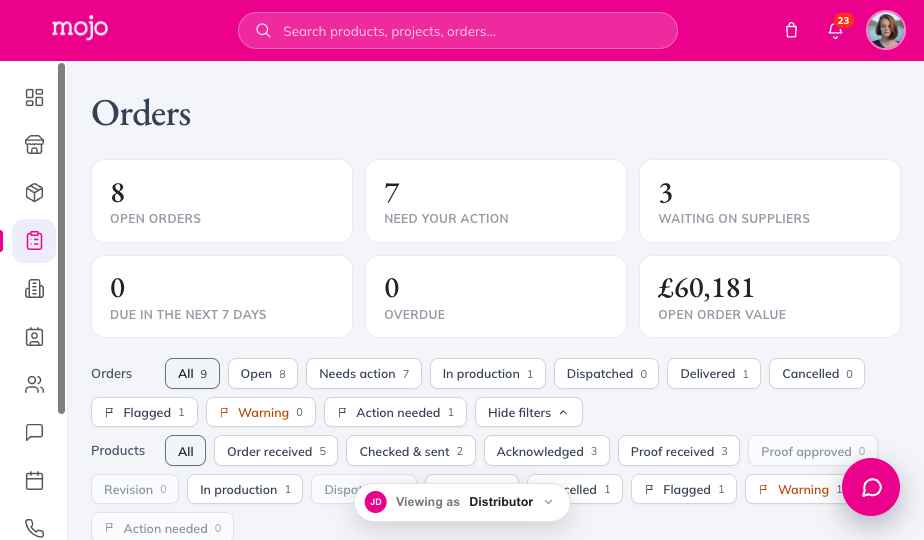 mojo
Search products, projects, orders...
23
Orders
8
OPEN ORDERS
7
NEED YOUR ACTION
3
WAITING ON SUPPLIERS
0
DUE IN THE NEXT 7 DAYS
0
OVERDUE
£60,181
OPEN ORDER VALUE
Orders All 9 Open 8 Needs action 7 In production 1 Dispatched 0 Delivered 1 Cancelled 0
Flagged 1 Warning 0 Action needed 1 Hide filters
Products All Order received 5 Checked & sent 2 Acknowledged 3 Proof received 3 Proof approved 0
Revision 0 In production 1 1 Flagged 1 Warning 1
JD Viewing as Distributor
Action needed 0